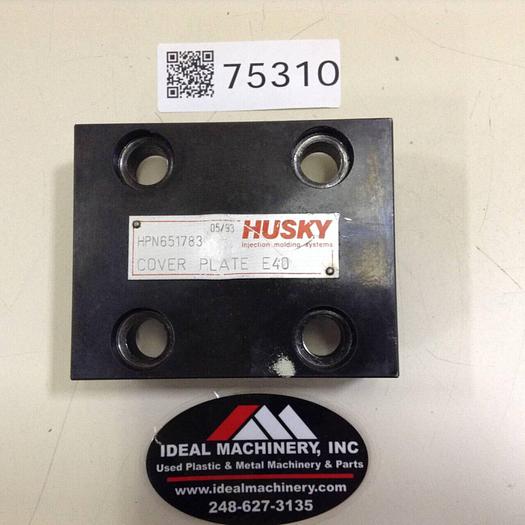 75310
05/93 HUSKY
HPN651783 injection molding systems
COVER PLATE E40
IDEAL MACHINERY, INC
Used Plastic & Metal Machinery & Parts
www.idealmachinery.com
248-627-3135